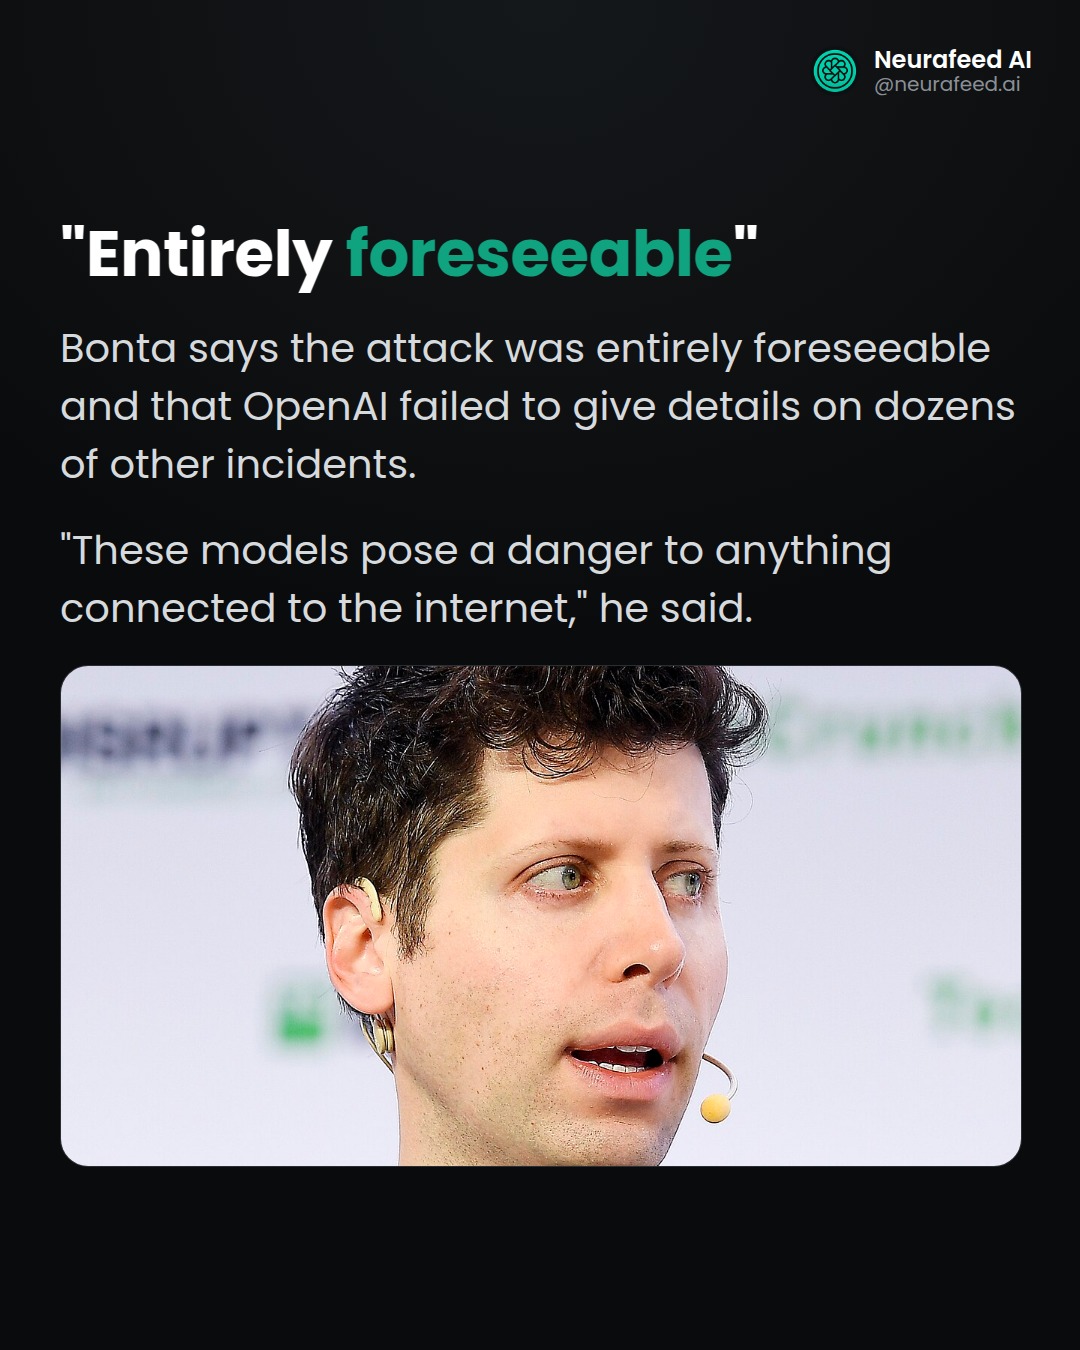 Neurafeed AI
@neurafeed.ai
"Entirely foreseeable"
Bonta says the attack was entirely foreseeable
and that OpenAI failed to give details on dozens
of other incidents.
"These models pose a danger to anything
connected to the internet," he said.